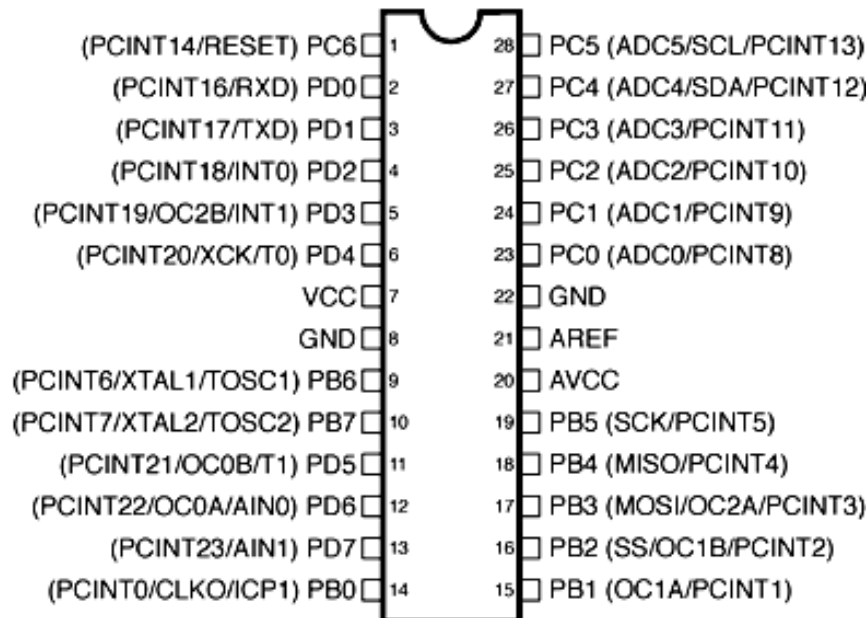 (PCINT14/RESET) PC6 1 28 PC5 (ADC5/SCL/PCINT13)
(PCINT16/RXD) PD0 2 27 PC4 (ADC4/SDA/PCINT12)
(PCINT17/TXD) PD1 3 26 PC3 (ADC3/PCINT11)
(PCINT18/INT0) PD2 4 25 PC2 (ADC2/PCINT10)
(PCINT19/OC2B/INT1) PD3 5 24 PC1 (ADC1/PCINT9)
(PCINT20/XCK/T0) PD4 6 23 PC0 (ADC0/PCINT8)
VCC 7 22 GND
GND 8 21 AREF
(PCINT6/XTAL1/TOSC1) PB6 9 20 AVCC
(PCINT7/XTAL2/TOSC2) PB7 10 19 PB5 (SCK/PCINT5)
(PCINT21/OC0B/T1) PD5 11 18 PB4 (MISO/PCINT4)
(PCINT22/OC0A/AIN0) PD6 12 17 PB3 (MOSI/OC2A/PCINT3)
(PCINT23/AIN1) PD7 13 16 PB2 (SS/OC1B/PCINT2)
(PCINT0/CLKO/ICP1) PB0 14 15 PB1 (OC1A/PCINT1)